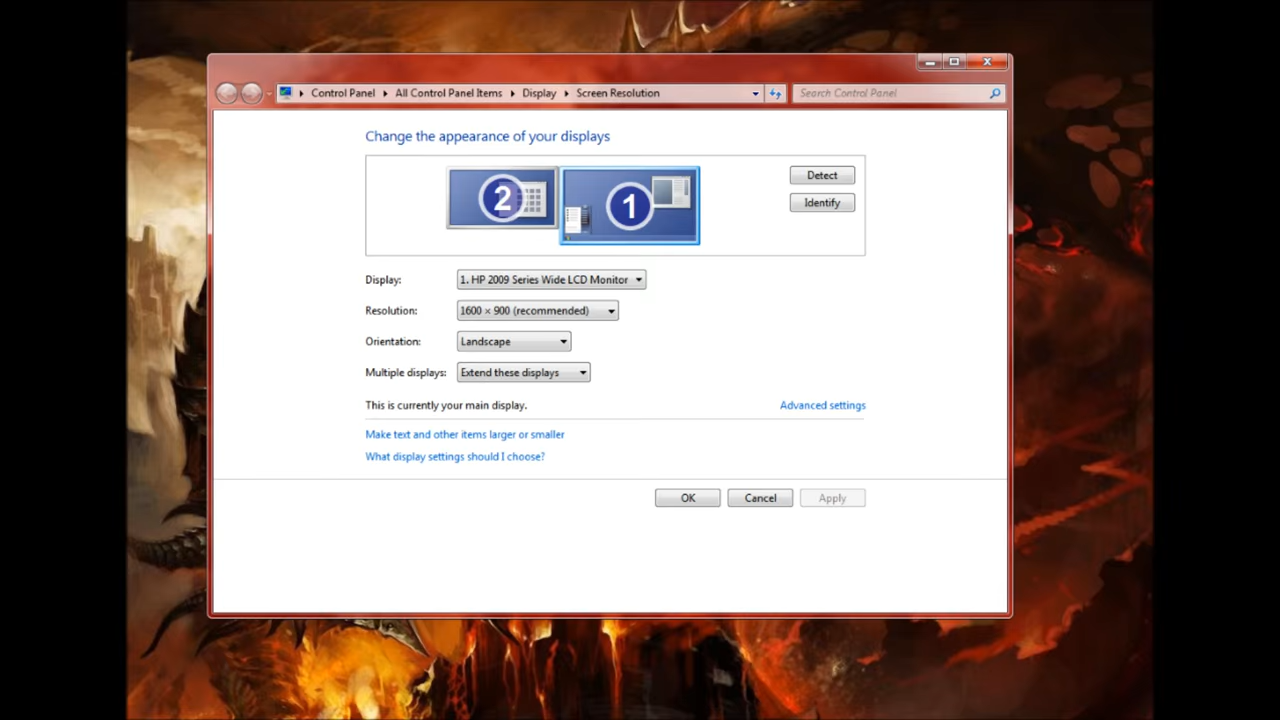 Control Panel All Control Panel Items Display Screen Resolution Search Control Panel
Change the appearance of your displays
2 1
Detect
Identify
Display: 1. HP 2009 Series Wide LCD Monitor
Resolution: 1600 × 900 (recommended)
Orientation: Landscape
Multiple displays: Extend these displays
This is currently your main display. Advanced settings
Make text and other items larger or smaller
What display settings should I choose?
OK Cancel Apply